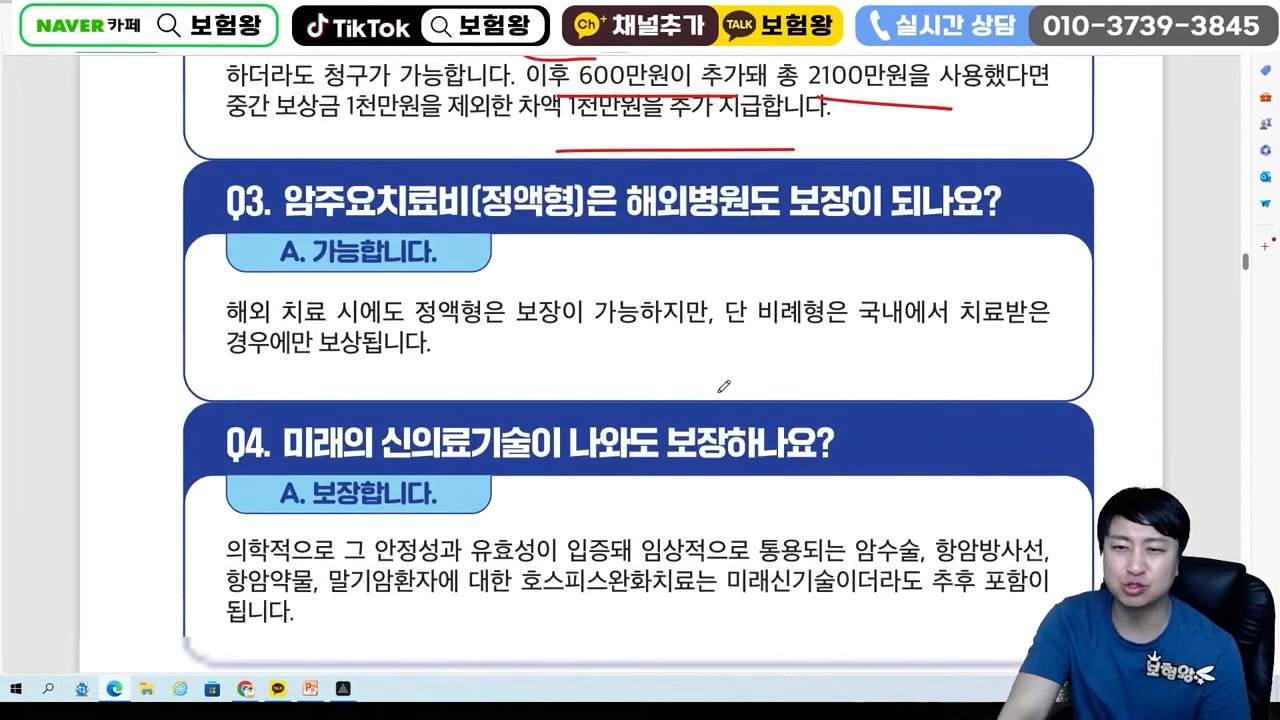 NAVER 카페 보험왕 TikTok 보험왕 Ch+ 채널추가 TALK 보험왕 실시간 상담 010-3739-3845
하더라도 청구가 가능합니다. 이후 600만원이 추가돼 총 2100만원을 사용했다면
중간 보상금 1천만원을 제외한 차액 1천만원을 추가 지급합니다.
Q3. 암주요치료비(정액형)은 해외병원도 보장이 되나요?
A. 가능합니다.
해외 치료 시에도 정액형은 보장이 가능하지만, 단 비례형은 국내에서 치료받은
경우에만 보상됩니다.
Q4. 미래의 신의료기술이 나와도 보장하나요?
A. 보장합니다.
의학적으로 그 안정성과 유효성이 입증돼 임상적으로 통용되는 암수술, 항암방사선,
항암약물, 말기암환자에 대한 호스피스완화치료는 미래신기술이더라도 추후 포함이
됩니다.
보험왕